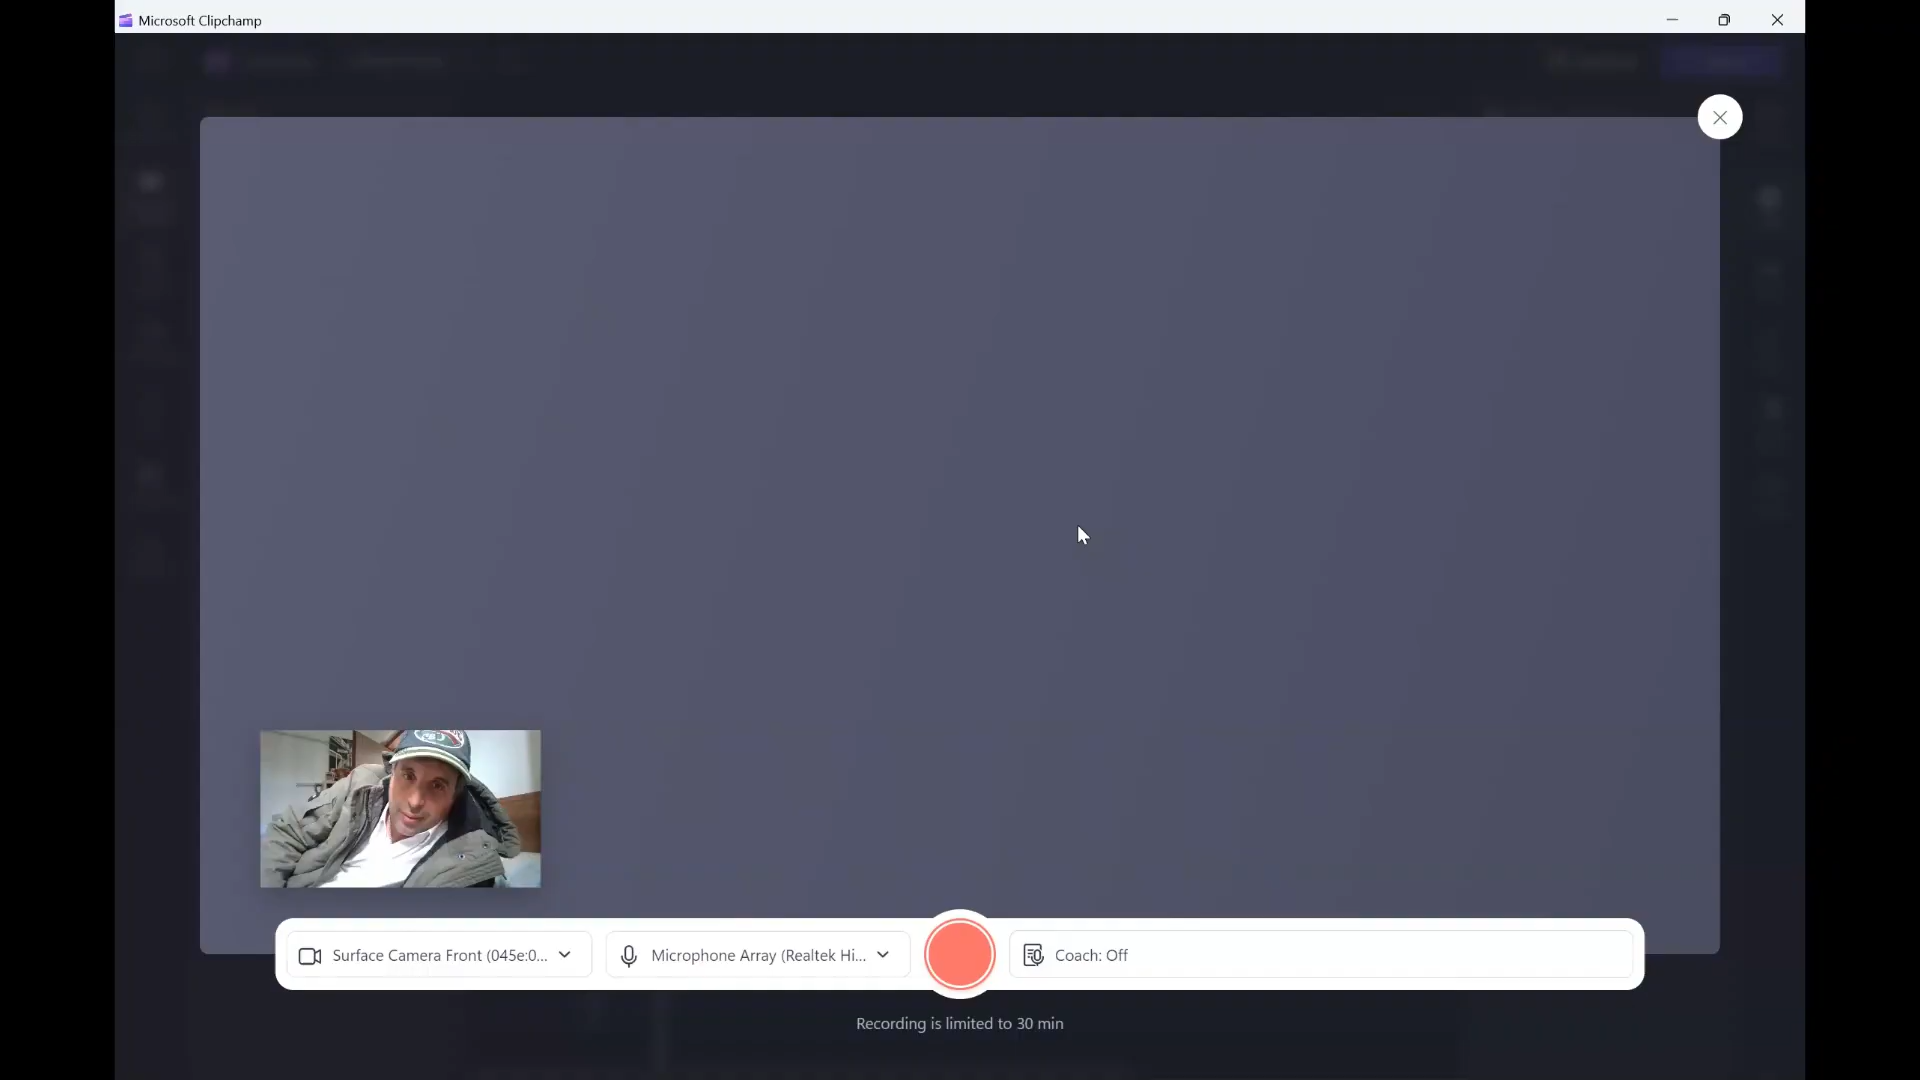 Microsoft Clipchamp
Surface Camera Front (045e:0...
Microphone Array (Realtek Hi...
Coach: Off
Recording is limited to 30 min